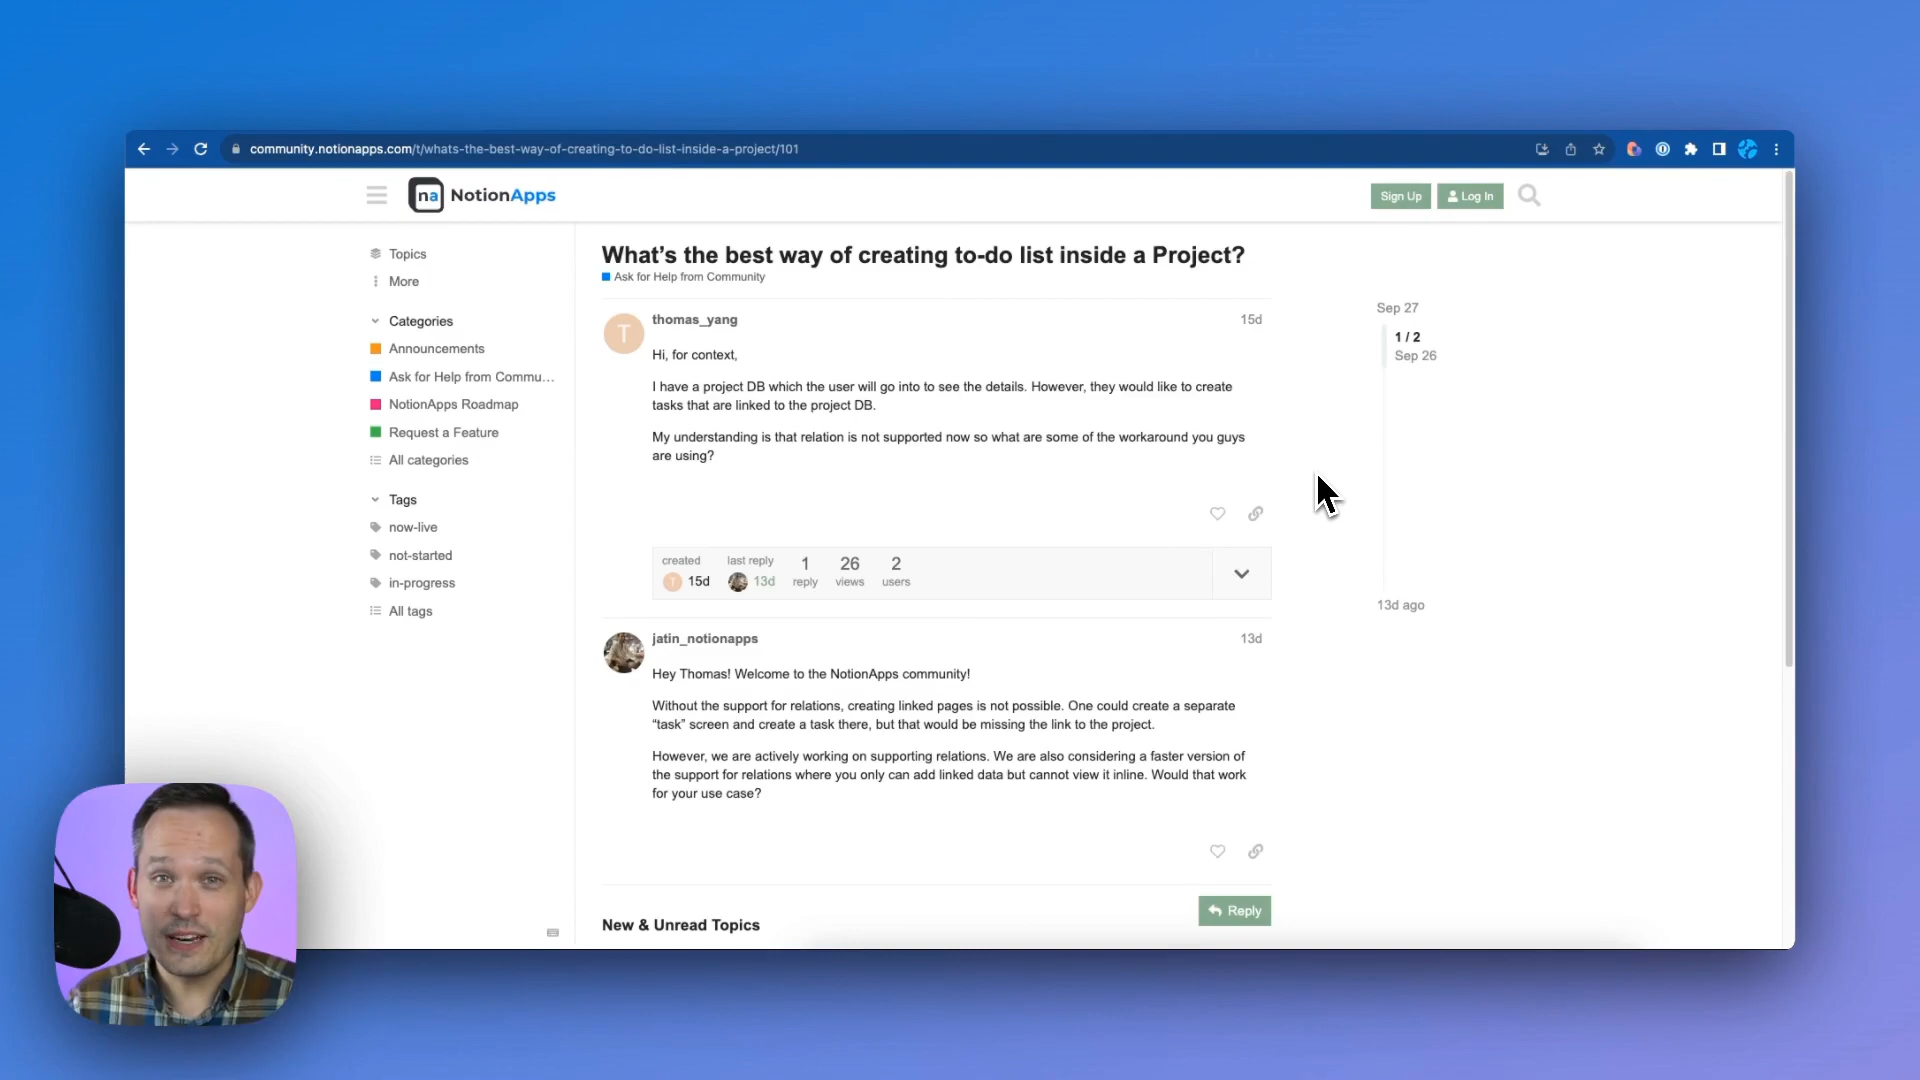 community.notionapps.com/t/whats-the-best-way-of-creating-to-do-list-inside-a-project/101
na NotionApps
Sign Up
Log In
Topics
More
Categories
Announcements
Ask for Help from Commu...
NotionApps Roadmap
Request a Feature
All categories
Tags
now-live
not-started
in-progress
All tags
What's the best way of creating to-do list inside a Project?
Ask for Help from Community
T
thomas_yang
15d
Hi, for context,
I have a project DB which the user will go into to see the details. However, they would like to create
tasks that are linked to the project DB.
My understanding is that relation is not supported now so what are some of the workaround you guys
are using?
created
T 15d
last reply
13d
1
reply
26
views
2
users
jatin_notionapps
13d
Hey Thomas! Welcome to the NotionApps community!
Without the support for relations, creating linked pages is not possible. One could create a separate
“task” screen and create a task there, but that would be missing the link to the project.
However, we are actively working on supporting relations. We are also considering a faster version of
the support for relations where you only can add linked data but cannot view it inline. Would that work
for your use case?
Reply
New & Unread Topics
Sep 27
1 / 2
Sep 26
13d ago